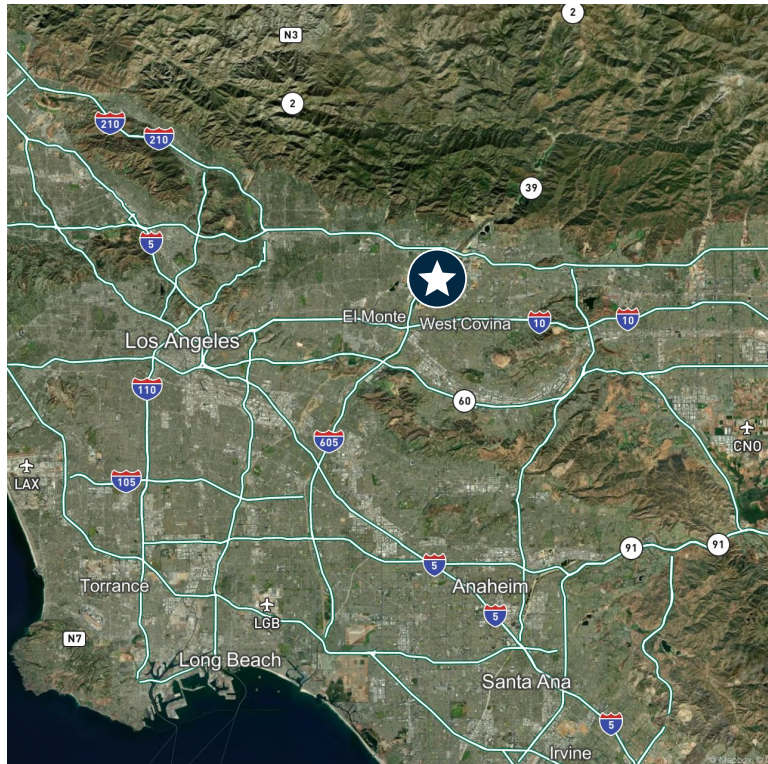 2
N3
2
210
210
39
5
El Monte
West Covina
10
10
Los Angeles
110
60
605
CNO
LAX
105
91
91
5
Torrance
Anaheim
LGB
5
N7
Long Beach
Santa Ana
5
Irvine
© Mapbox, ©